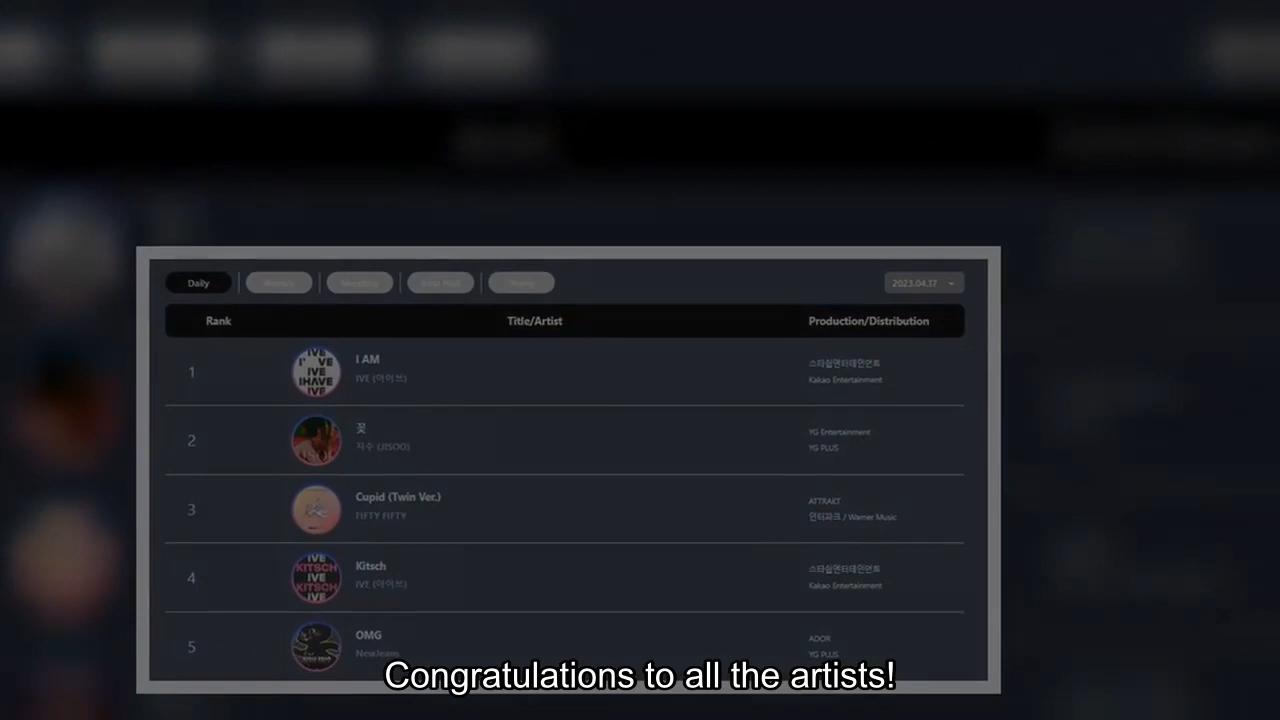 Daily
2023.04.17
Rank Title/Artist Production/Distribution
1 I AM
IVE (아이브)
스타쉽엔터테인먼트
Kakao Entertainment
2 꽃
지수 (JISOO)
YG Entertainment
YG PLUS
3 Cupid (Twin Ver.)
FIFTY FIFTY
ATTRAKT
인터파크 / Warner Music
4 Kitsch
IVE (아이브)
스타쉽엔터테인먼트
Kakao Entertainment
5 OMG
NewJeans
ADOR
YG PLUS
Congratulations to all the artists!